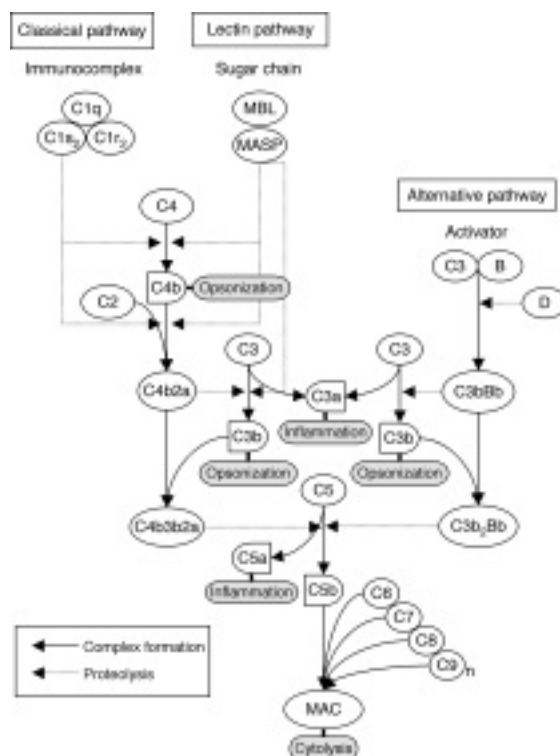 Classical pathway
Lectin pathway
Immunocomplex
Sugar chain
C1q
C1s2
C1r2
MBL
MASP
Alternative pathway
Activator
C4
C3
B
D
C4b
Opsonization
C2
C3
C3
C4b2a
C3a
C3bBb
Inflammation
C3b
Opsonization
C3b
Opsonization
C5
C4b3b2a
C3b2Bb
C5a
Inflammation
C5b
C6
C7
C8
C9n
Complex formation
Proteolysis
MAC
Cytolysis